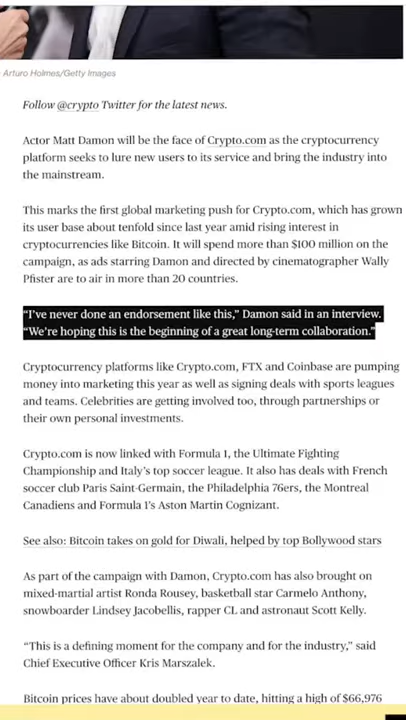 Arturo Holmes/Getty Images
Follow @crypto Twitter for the latest news.
Actor Matt Damon will be the face of Crypto.com as the cryptocurrency
platform seeks to lure new users to its service and bring the industry into
the mainstream.
This marks the first global marketing push for Crypto.com, which has grown
its user base about tenfold since last year amid rising interest in
cryptocurrencies like Bitcoin. It will spend more than $100 million on the
campaign, as ads starring Damon and directed by cinematographer Wally
Pfister are to air in more than 20 countries.
“I’ve never done an endorsement like this,” Damon said in an interview.
“We’re hoping this is the beginning of a great long-term collaboration.”
Cryptocurrency platforms like Crypto.com, FTX and Coinbase are pumping
money into marketing this year as well as signing deals with sports leagues
and teams. Celebrities are getting involved too, through partnerships or
their own personal investments.
Crypto.com is now linked with Formula 1, the Ultimate Fighting
Championship and Italy’s top soccer league. It also has deals with French
soccer club Paris Saint-Germain, the Philadelphia 76ers, the Montreal
Canadiens and Formula 1’s Aston Martin Cognizant.
See also: Bitcoin takes on gold for Diwali, helped by top Bollywood stars
As part of the campaign with Damon, Crypto.com has also brought on
mixed-martial artist Ronda Rousey, basketball star Carmelo Anthony,
snowboarder Lindsey Jacobellis, rapper CL and astronaut Scott Kelly.
“This is a defining moment for the company and for the industry,” said
Chief Executive Officer Kris Marszalek.
Bitcoin prices have about doubled year to date, hitting a high of $66,976